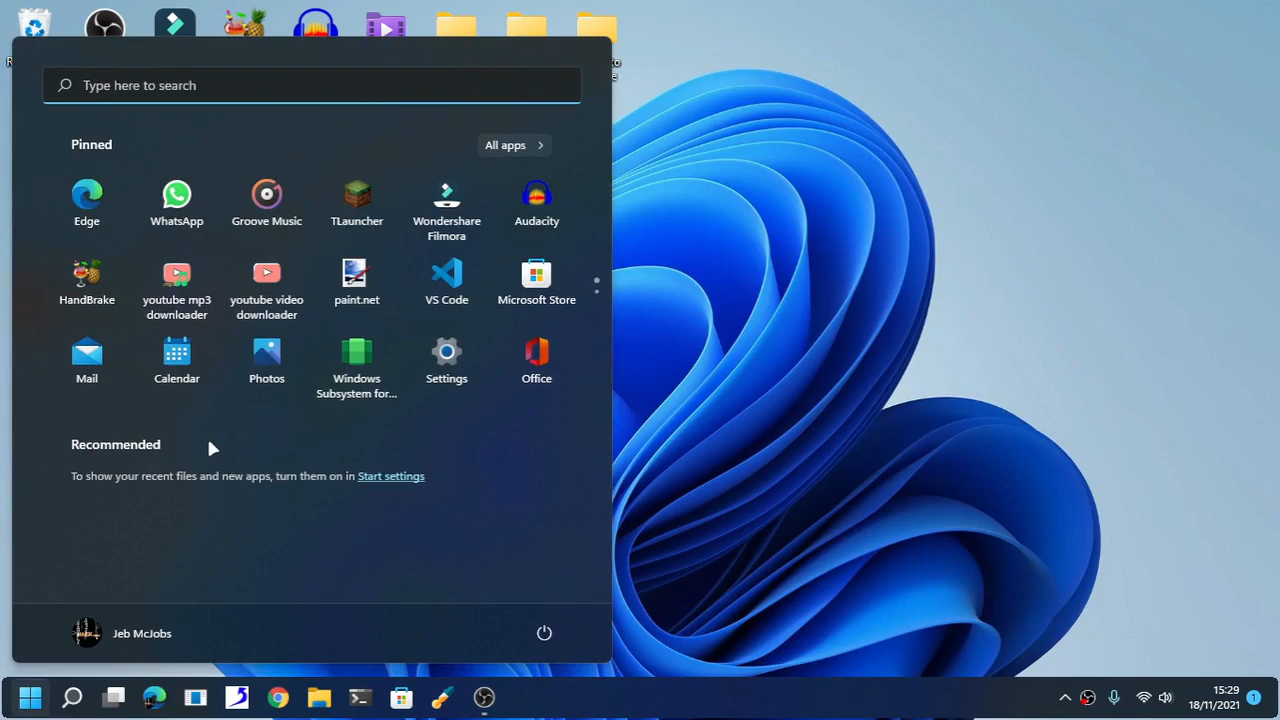 Type here to search
Pinned
All apps
Edge
WhatsApp
Groove Music
TLauncher
Wondershare
Filmora
Audacity
HandBrake
youtube mp3
downloader
youtube video
downloader
paint.net
VS Code
Microsoft Store
Mail
Calendar
Photos
Windows
Subsystem for...
Settings
Office
Recommended
To show your recent files and new apps, turn them on in Start settings
Jeb McJobs
15:29
18/11/2021
1